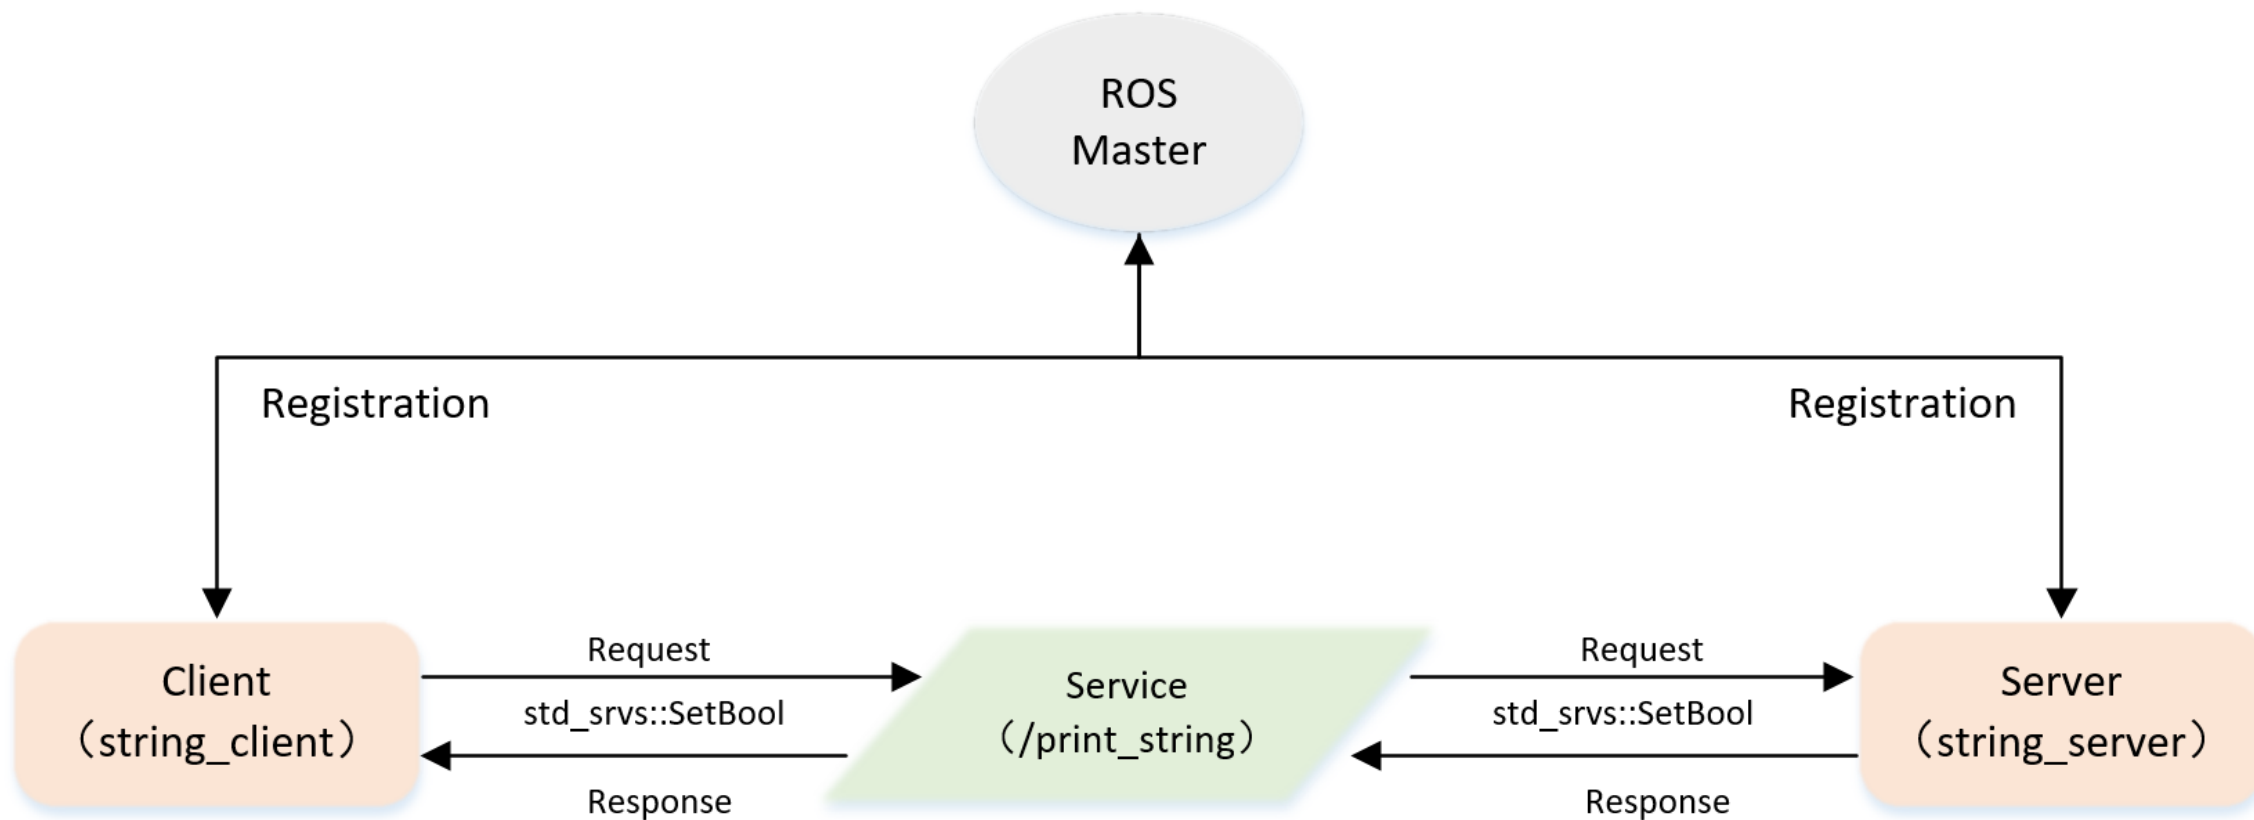 ROS
Master
Registration
Registration
Client
（string_client）
Request
std_srvs::SetBool
Response
Service
（/print_string）
Request
std_srvs::SetBool
Response
Server
（string_server）